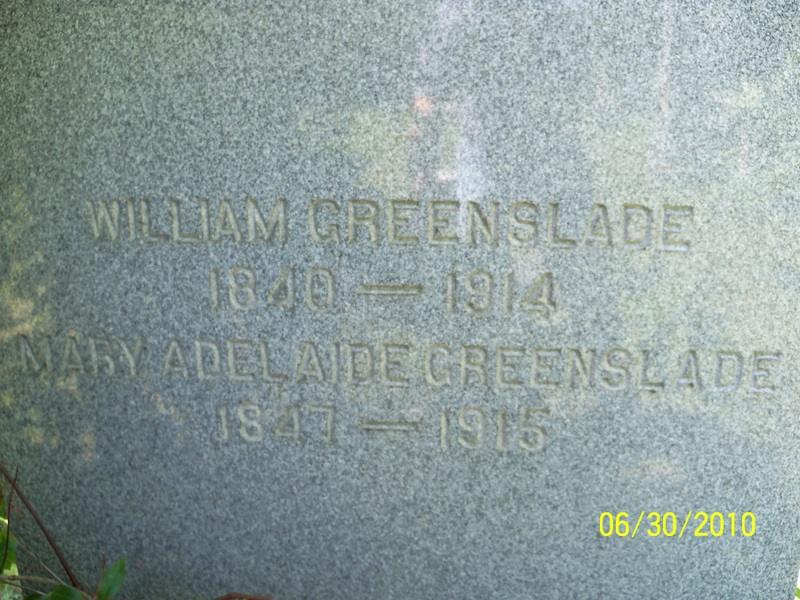 WILLIAM GREENSLADE
1840 — 1914
MARY ADELAIDE GREENSLADE
1847 — 1915
06/30/2010